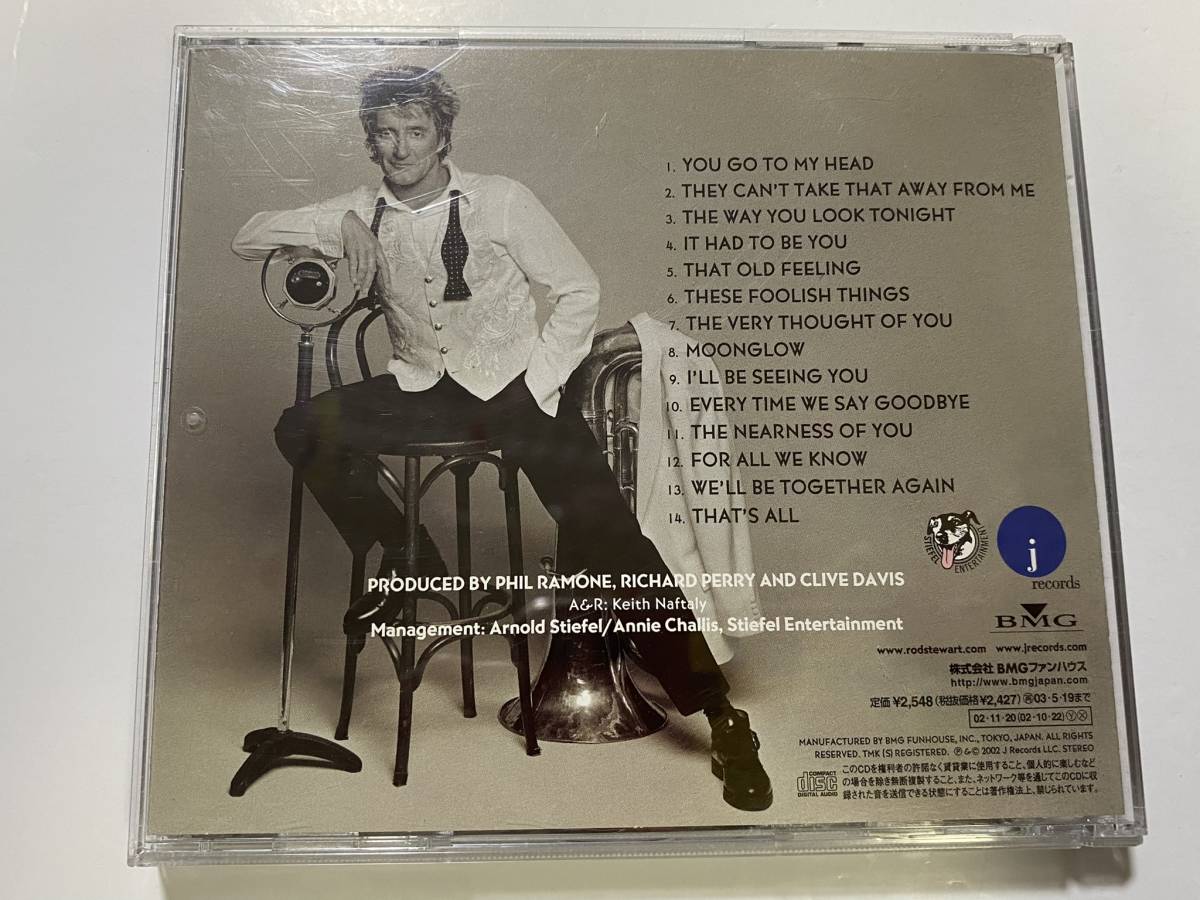 1. YOU GO TO MY HEAD
2. THEY CAN'T TAKE THAT AWAY FROM ME
3. THE WAY YOU LOOK TONIGHT
4. IT HAD TO BE YOU
5. THAT OLD FEELING
6. THESE FOOLISH THINGS
7. THE VERY THOUGHT OF YOU
8. MOONGLOW
9. I'LL BE SEEING YOU
10. EVERY TIME WE SAY GOODBYE
11. THE NEARNESS OF YOU
12. FOR ALL WE KNOW
13. WE'LL BE TOGETHER AGAIN
14. THAT'S ALL
STIEFEL ENTERTAINMENT
j
records
PRODUCED BY PHIL RAMONE, RICHARD PERRY AND CLIVE DAVIS
A&R: Keith Naftaly
Management: Arnold Stiefel/Annie Challis, Stiefel Entertainment
BMG
www.rodstewart.com www.jrecords.com
株式会社 BMGファンハウス
http://www.bmgjapan.com
定価 ¥2,548 (税抜価格¥2,427) 再03・5・19まで
02・11・20 (02・10・22) Y X
MANUFACTURED BY BMG FUNHOUSE, INC., TOKYO, JAPAN. ALL RIGHTS
RESERVED. TMK (S) REGISTERED. ℗ & © 2002 J Records LLC. STEREO
COMPACT
disc
DIGITAL AUDIO
このCDを権利者の許諾なく賃貸業に使用すること、個人的に楽しむなど
の場合を除き無断複製すること、また、ネットワーク等を通じてこのCDに収
録された音を送信できる状態にすることは著作権法上、禁じられています。